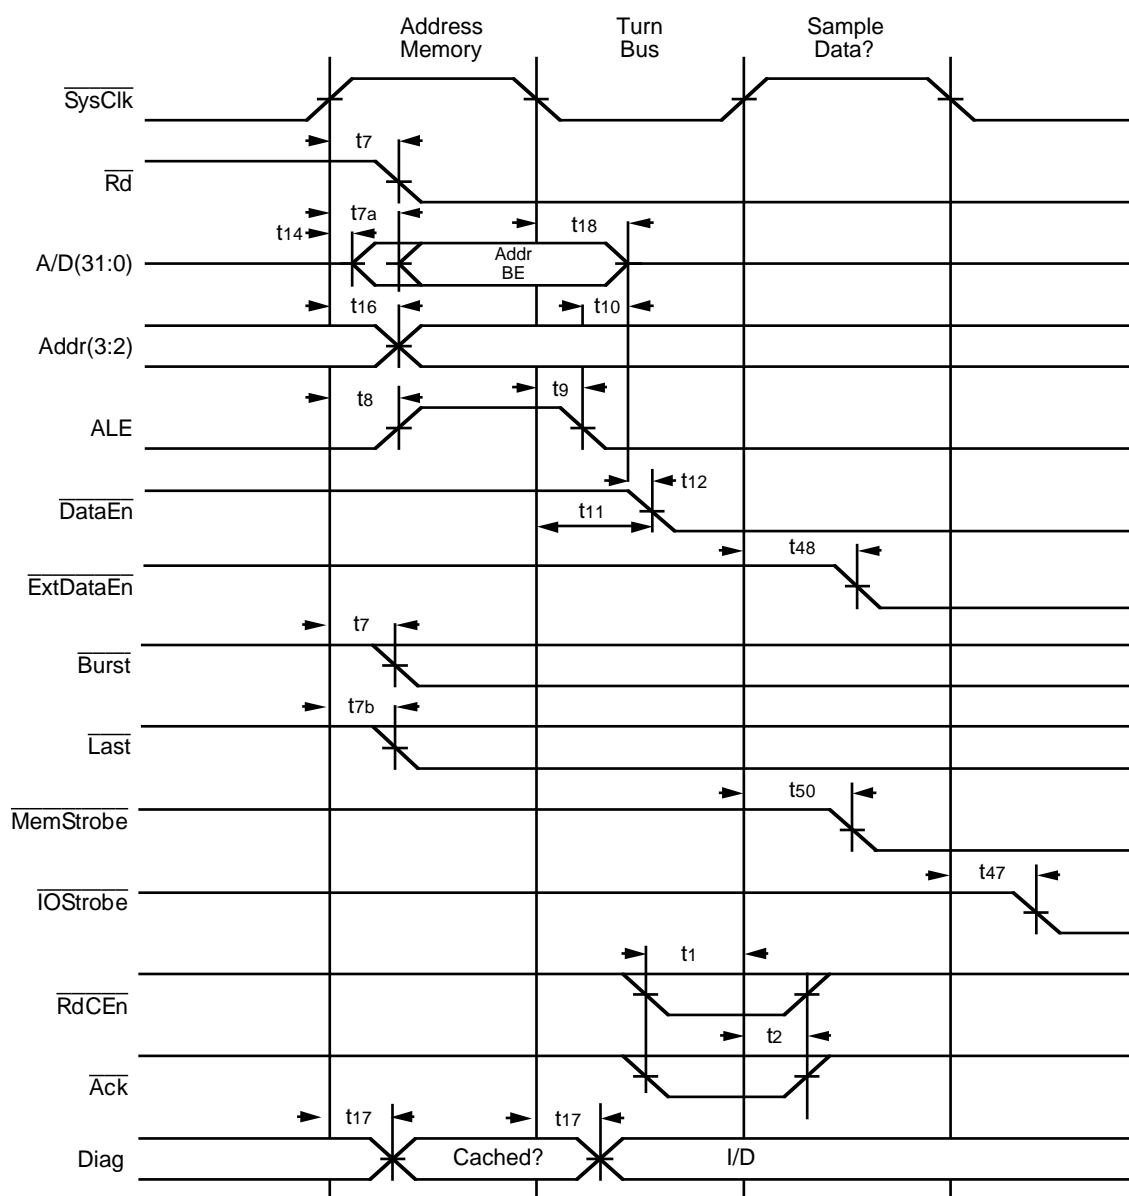 Address Memory
Turn Bus
Sample Data?
SysClk
t7
Rd
t7a
t14
t18
A/D(31:0)
Addr
BE
t16
t10
Addr(3:2)
t8
t9
ALE
t12
DataEn
t11
t48
ExtDataEn
t7
Burst
t7b
Last
t50
MemStrobe
t47
IOStrobe
t1
RdCEn
t2
Ack
t17
t17
Diag
Cached?
I/D